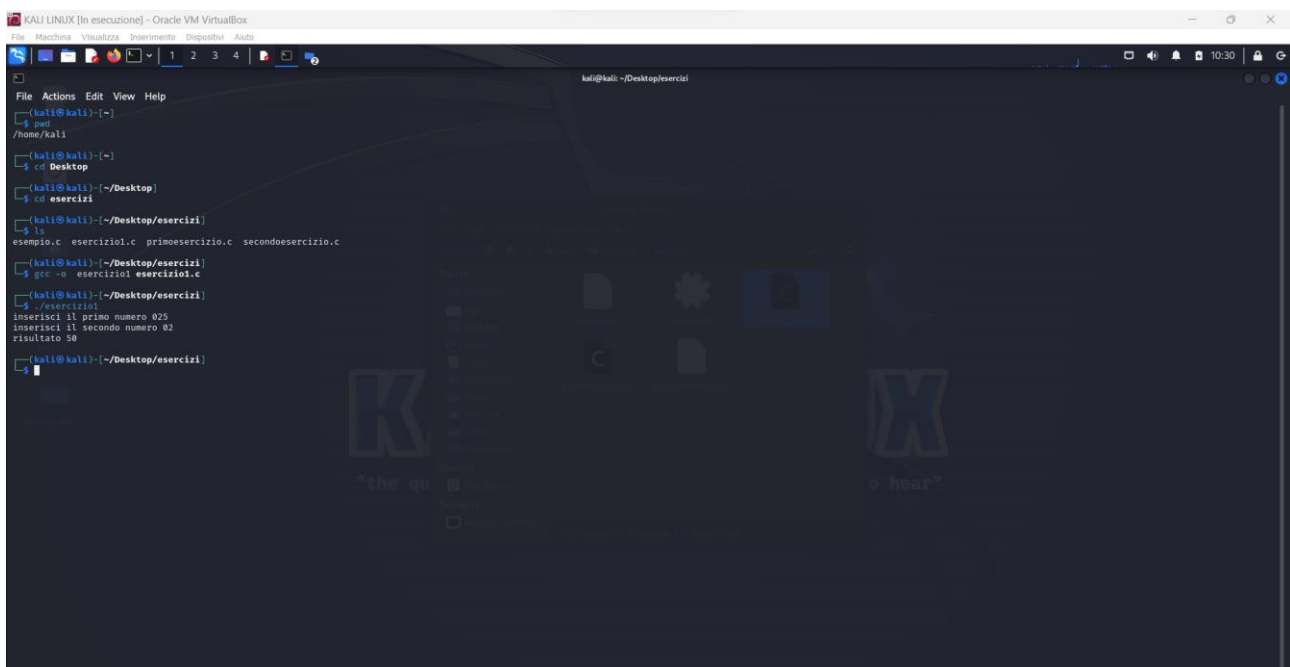 KALI LINUX [In esecuzione] - Oracle VM VirtualBox
File Macchina Visualizza Inserimento Dispositivi Aiuto
1 2 3 4
10:30
kali@kali: ~/Desktop/esercizi
File Actions Edit View Help
(kali㉿kali)-[~]
$ pwd
/home/kali
(kali㉿kali)-[~]
$ cd Desktop
(kali㉿kali)-[~/Desktop]
$ cd esercizi
(kali㉿kali)-[~/Desktop/esercizi]
$ ls
esempio.c esercizio1.c primoesercizio.c secondoesercizio.c
(kali㉿kali)-[~/Desktop/esercizi]
$ gcc -o esercizio1 esercizio1.c
(kali㉿kali)-[~/Desktop/esercizi]
$ ./esercizio1
inserisci il primo numero 025
inserisci il secondo numero 02
risultato 50
(kali㉿kali)-[~/Desktop/esercizi]
$
"the qu
o hear"